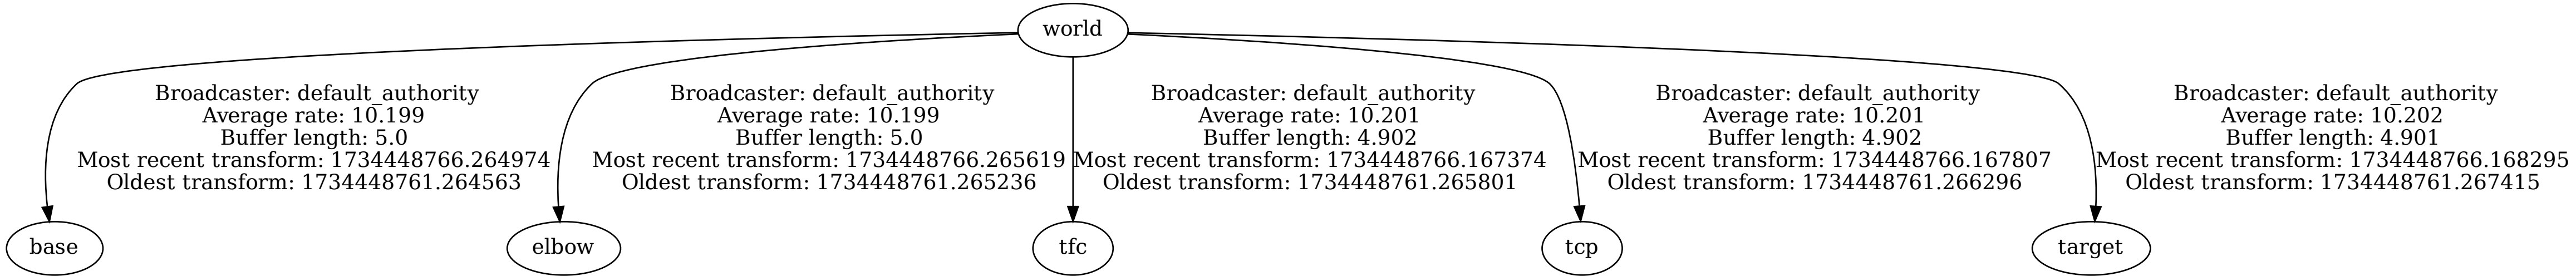 world
Broadcaster: default_authority
Average rate: 10.199
Buffer length: 5.0
Most recent transform: 1734448766.264974
Oldest transform: 1734448761.264563
Broadcaster: default_authority
Average rate: 10.199
Buffer length: 5.0
Most recent transform: 1734448766.265619
Oldest transform: 1734448761.265236
Broadcaster: default_authority
Average rate: 10.201
Buffer length: 4.902
Most recent transform: 1734448766.167374
Oldest transform: 1734448761.265801
Broadcaster: default_authority
Average rate: 10.201
Buffer length: 4.902
Most recent transform: 1734448766.167807
Oldest transform: 1734448761.266296
Broadcaster: default_authority
Average rate: 10.202
Buffer length: 4.901
Most recent transform: 1734448766.168295
Oldest transform: 1734448761.267415
base
elbow
tfc
tcp
target